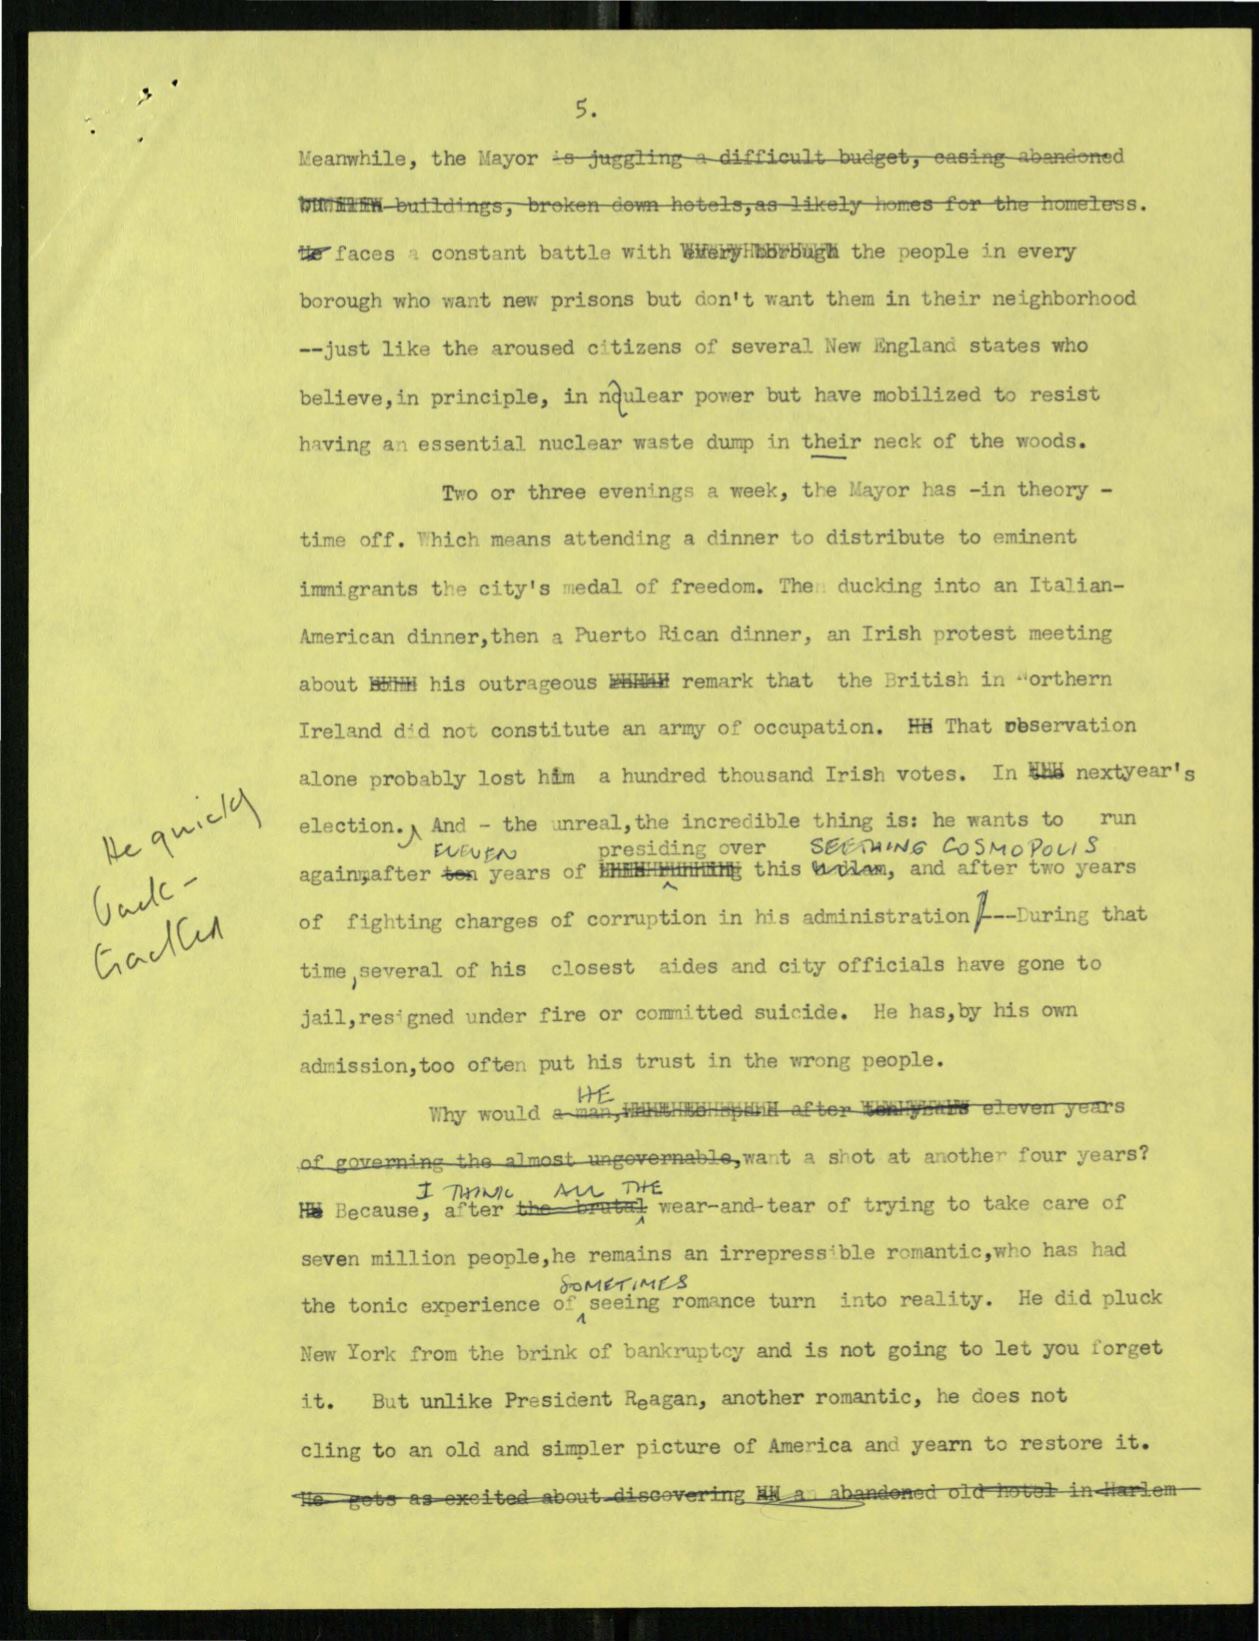 5.
Meanwhile, the Mayor is juggling a difficult budget, casing abandoned
buildings, broken down hotels,as likely homes for the homeless.
He faces a constant battle with every borough the people in every
borough who want new prisons but don't want them in their neighborhood
--just like the aroused citizens of several New England states who
believe,in principle, in nculear power but have mobilized to resist
having an essential nuclear waste dump in their neck of the woods.
Two or three evenings a week, the Mayor has -in theory -
time off. Which means attending a dinner to distribute to eminent
immigrants the city's medal of freedom. Then ducking into an Italian-
American dinner,then a Puerto Rican dinner, an Irish protest meeting
about his outrageous remark that the British in Northern
Ireland did not constitute an army of occupation. That observation
alone probably lost him a hundred thousand Irish votes. In the nextyear's
He quickly
back-
tracked
election. And - the unreal,the incredible thing is: he wants to run
ELEVEN presiding over SEETHING COSMOPOLIS
again,after ten years of running this bedlam, and after two years
of fighting charges of corruption in his administration ---During that
time,several of his closest aides and city officials have gone to
jail,resigned under fire or committed suicide. He has,by his own
admission,too often put his trust in the wrong people.
HE
Why would a man, after ten years eleven years
of governing the almost ungovernable,want a shot at another four years?
I THINK ALL THE
Because, after the brutal wear-and-tear of trying to take care of
seven million people,he remains an irrepressible romantic,who has had
SOMETIMES
the tonic experience of seeing romance turn into reality. He did pluck
New York from the brink of bankruptcy and is not going to let you forget
it. But unlike President Reagan, another romantic, he does not
cling to an old and simpler picture of America and yearn to restore it.
He gets as excited about discovering an abandoned old hotel in Harlem